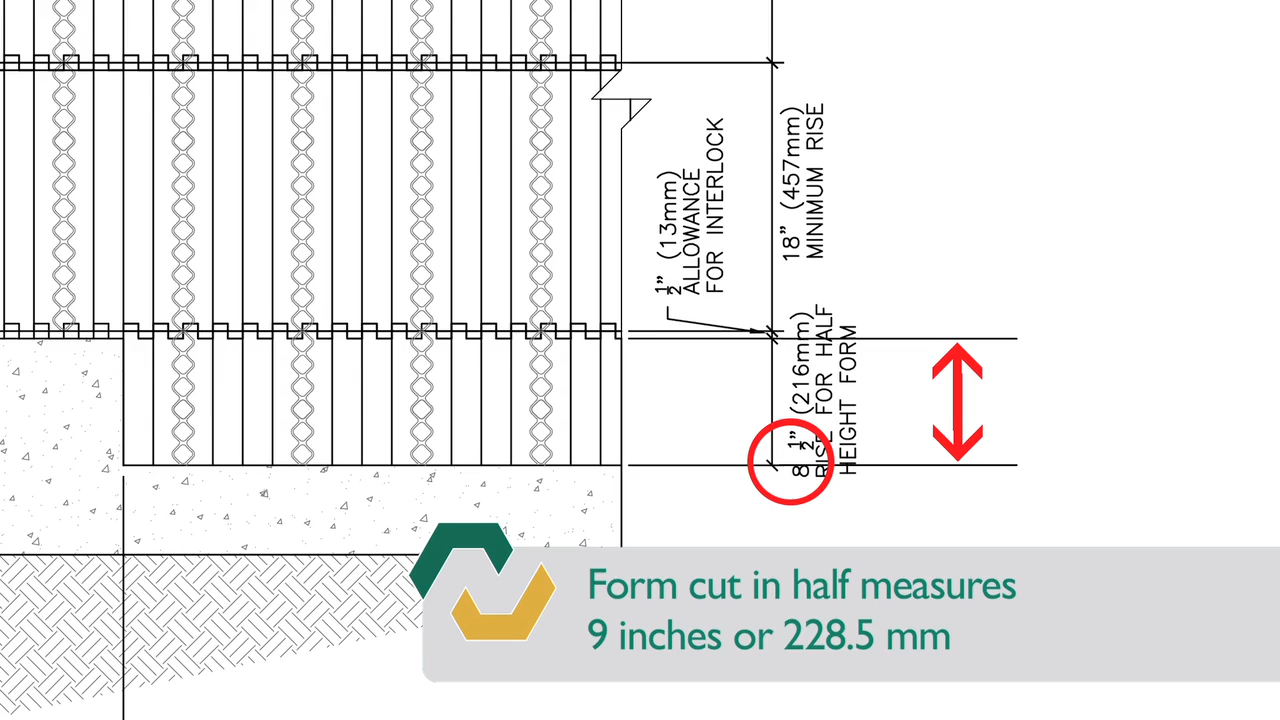 ½” (13mm)
ALLOWANCE
FOR INTERLOCK
18” (457mm)
MINIMUM RISE
8 ½” (216mm)
RISE FOR HALF
HEIGHT FORM
Form cut in half measures
9 inches or 228.5 mm